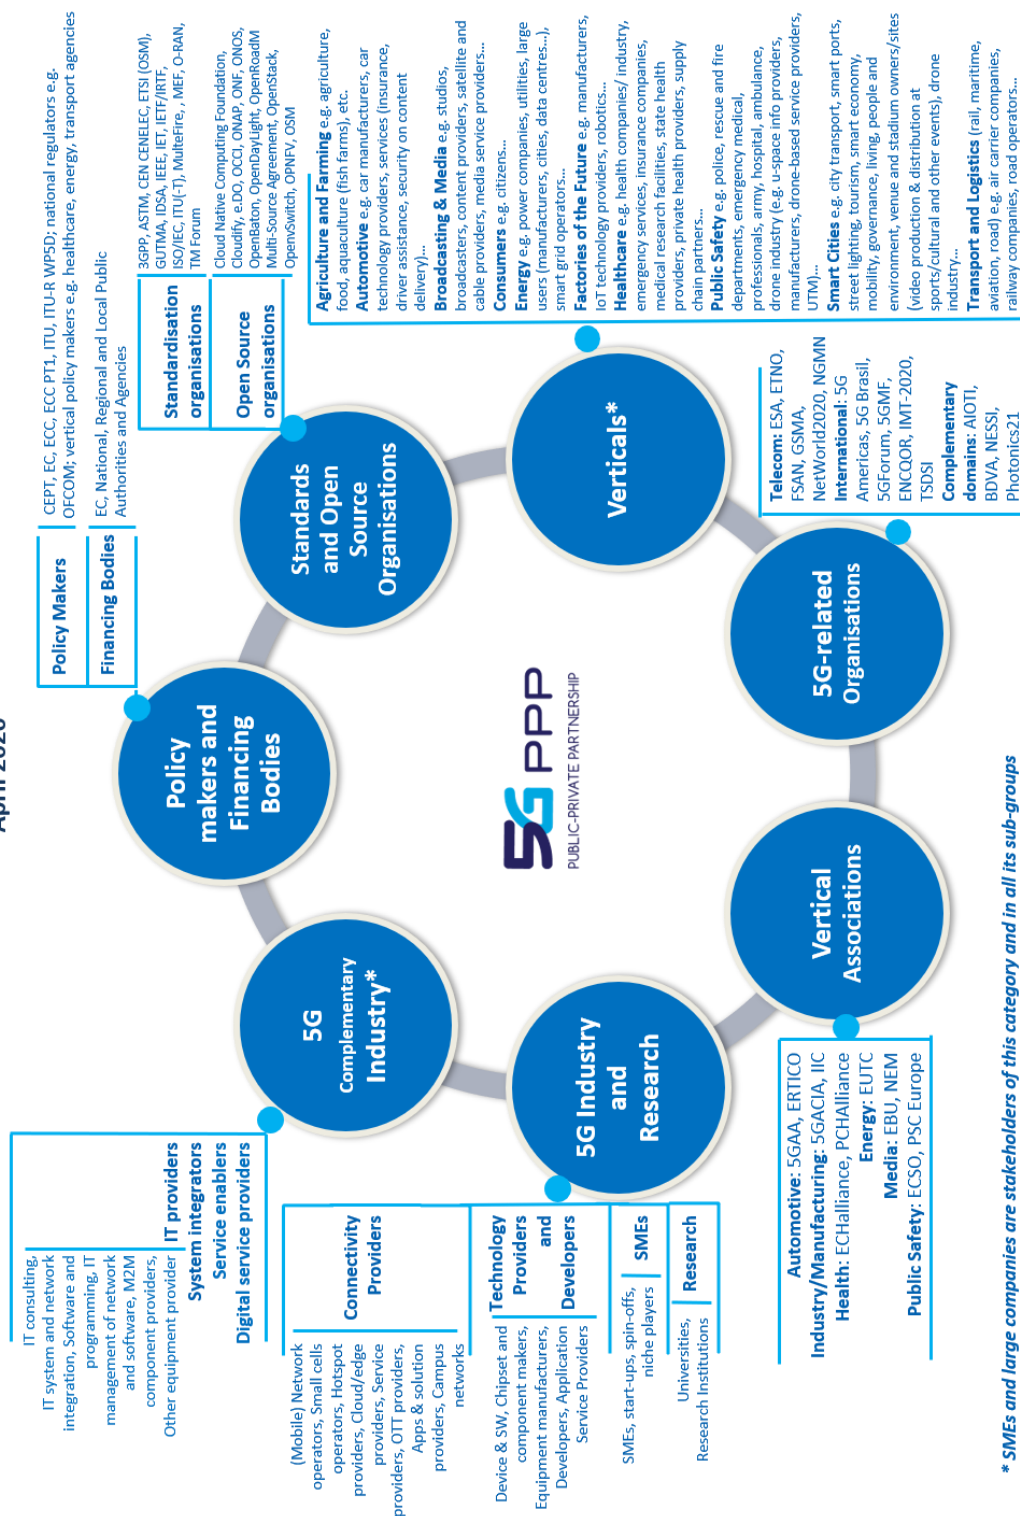 April 2020
Policy Makers
CEPT, EC, ECC, ECC PT1, ITU, ITU-R WP5D; national regulators e.g.
OFCOM; vertical policy makers e.g. healthcare, energy, transport agencies
Financing Bodies
EC, National, Regional and Local Public
Authorities and Agencies
Policy
makers and
Financing
Bodies
Standardisation
organisations
3GPP, ASTM, CEN CENELEC, ETSI (OSM),
GUTMA, IDSA, IEEE, IETF/IRTF,
ISO/IEC, ITU(-T), MulteFire,, MEF, O-RAN,
TM Forum
Open Source
organisations
Cloud Native Computing Foundation,
Cloudify, e.DO, OCCI, ONAP, ONF, ONOS,
OpenBaton, OpenDayLight, OpenRoadM
Multi-Source Agreement, OpenStack,
OpenvSwitch, OPNFV, OSM
Standards
and Open
Source
Organisations
Agriculture and Farming e.g. agriculture,
food, aquaculture (fish farms), etc.
Automotive e.g. car manufacturers, car
technology providers, services (insurance,
driver assistance, security on content
delivery)...
Broadcasting & Media e.g. studios,
broadcasters, content providers, satellite and
cable providers, media service providers...
Consumers e.g. citizens...
Energy e.g. power companies, utilities, large
users (manufacturers, cities, data centres...),
smart grid operators...
Factories of the Future e.g. manufacturers,
IoT technology providers, robotics...
Healthcare e.g. health companies/ industry,
emergency services, insurance companies,
medical research facilities, state health
providers, private health providers, supply
chain partners...
Public Safety e.g. police, rescue and fire
departments, emergency medical,
professionals, army, hospital, ambulance,
drone industry (e.g. u-space info providers,
manufacturers, drone-based service providers,
UTM)...
Smart Cities e.g. city transport, smart ports,
street lighting, tourism, smart economy,
mobility, governance, living, people and
environment, venue and stadium owners/sites
(video production & distribution at
sports/cultural and other events), drone
industry...
Transport and Logistics (rail, maritime,
aviation, road) e.g. air carrier companies,
railway companies, road operators...
Verticals*
Telecom: ESA, ETNO,
FSAN, GSMA,
NetWorld2020, NGMN
International: 5G
Americas, 5G Brasil,
5GForum, 5GMF,
ENCQOR, IMT-2020,
TSDSI
Complementary
domains: AIOTI,
BDVA, NESSI,
Photonics21
5G-related
Organisations
5G PPP
PUBLIC-PRIVATE PARTNERSHIP
Vertical
Associations
Automotive: 5GAA, ERTICO
Industry/Manufacturing: 5GACIA, IIC
Health: ECHalliance, PCHAlliance
Energy: EUTC
Media: EBU, NEM
Public Safety: ECSO, PSC Europe
5G Industry
and
Research
Connectivity
Providers
(Mobile) Network
operators, Small cells
operators, Hotspot
providers, Cloud/edge
providers, Service
providers, OTT providers,
Apps & solution
providers, Campus
networks
Technology
Providers
and
Developers
Device & SW, Chipset and
component makers,
Equipment manufacturers,
Developers, Application
Service Providers
SMEs
SMEs, start-ups, spin-offs,
niche players
Research
Universities,
Research Institutions
5G
Complementary
Industry*
IT consulting,
IT system and network
integration, Software and
programming, IT
management of network
and software, M2M
component providers,
Other equipment provider
IT providers
System integrators
Service enablers
Digital service providers
* SMEs and large companies are stakeholders of this category and in all its sub-groups